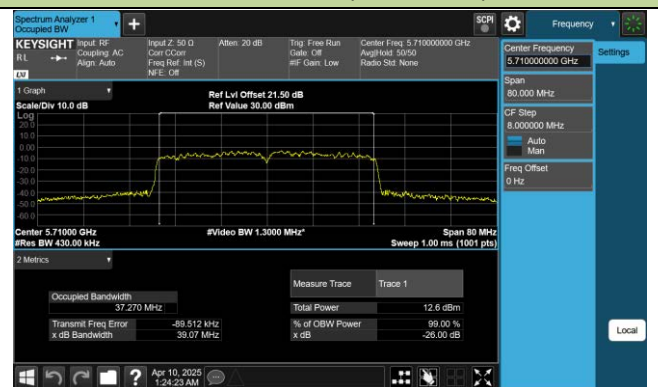 Spectrum Analyzer 1
Occupied BW
SCPI
Frequency
KEYSIGHT
Input: RF
Coupling: AC
Align: Auto
Input Z: 50 Ω
Corr CCorr
Freq Ref: Int (S)
NFE: Off
Atten: 20 dB
Trig: Free Run
Gate: Off
#IF Gain: Low
Center Freq: 5.710000000 GHz
Avg|Hold: 50/50
Radio Std: None
RL
Center Frequency
5.710000000 GHz
Settings
Span
80.000 MHz
CF Step
8.000000 MHz
Auto
Man
Freq Offset
0 Hz
1 Graph
Scale/Div 10.0 dB
Ref Lvl Offset 21.50 dB
Ref Value 30.00 dBm
Log
20.0
10.0
0.00
-10.0
-20.0
-30.0
-40.0
-50.0
-60.0
Center 5.71000 GHz
#Res BW 430.00 kHz
#Video BW 1.3000 MHz*
Span 80 MHz
Sweep 1.00 ms (1001 pts)
2 Metrics
Measure Trace
Trace 1
Occupied Bandwidth
37.270 MHz
Total Power
12.6 dBm
Transmit Freq Error
-89.512 kHz
% of OBW Power
99.00 %
x dB Bandwidth
39.07 MHz
x dB
-26.00 dB
Local
?
Apr 10, 2025
1:24:23 AM